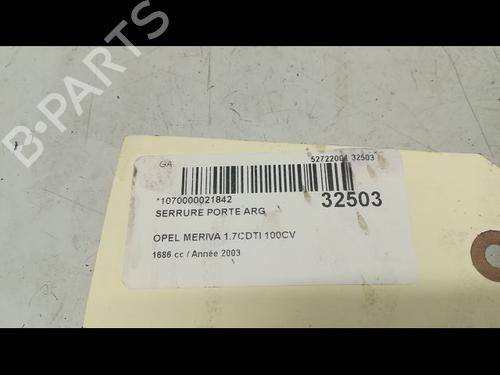 B-PARTS
GA
52722004 32503
*1070000021842
32503
SERRURE PORTE ARG
OPEL MERIVA 1.7CDTI 100CV
1686 cc / Année 2003